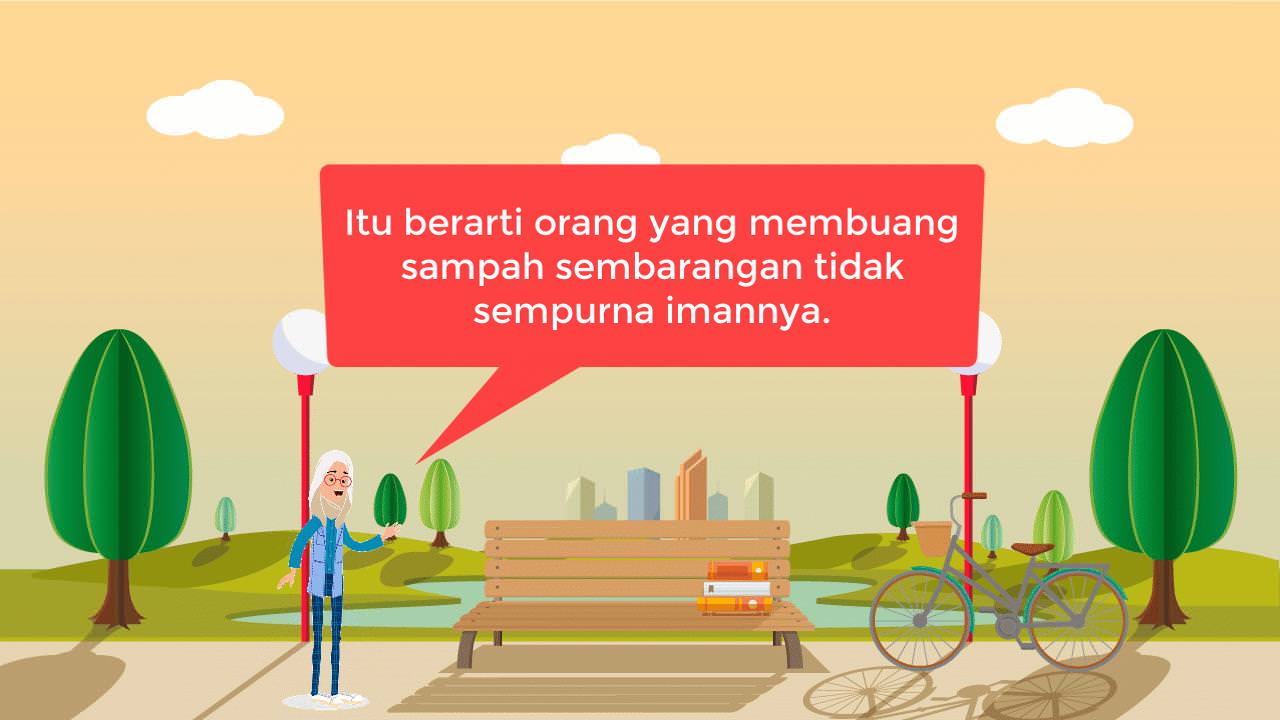 Itu berarti orang yang membuang
sampah sembarangan tidak
sempurna imannya.